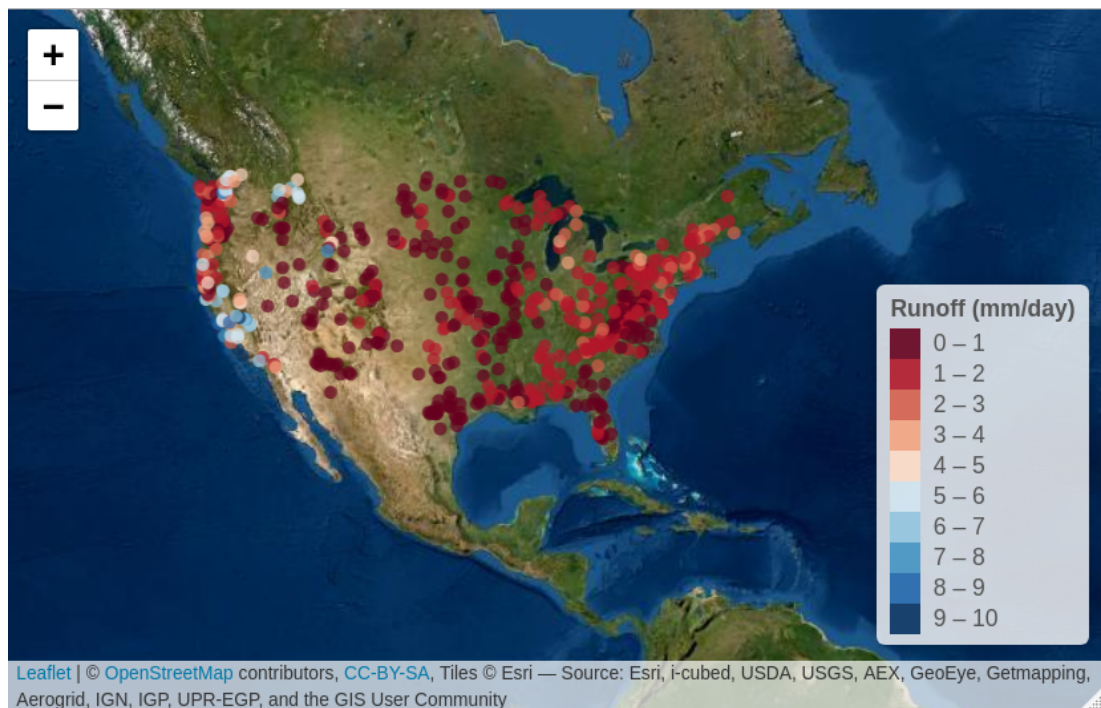 +
−
Runoff (mm/day)
0 – 1
1 – 2
2 – 3
3 – 4
4 – 5
5 – 6
6 – 7
7 – 8
8 – 9
9 – 10
Leaflet | © OpenStreetMap contributors, CC-BY-SA, Tiles © Esri — Source: Esri, i-cubed, USDA, USGS, AEX, GeoEye, Getmapping,
Aerogrid, IGN, IGP, UPR-EGP, and the GIS User Community